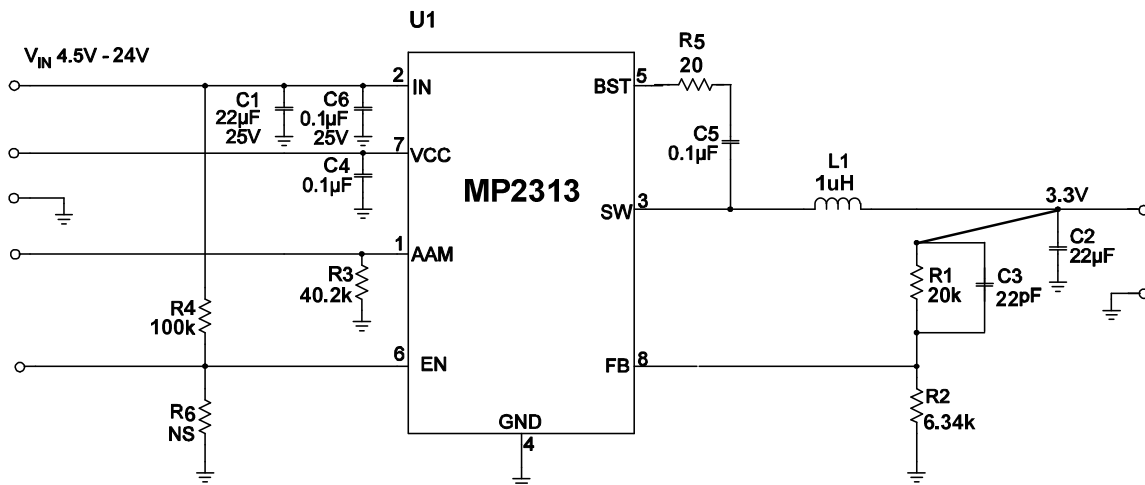 U1
V_IN 4.5V - 24V
2
IN
C1
22µF
25V
C6
0.1µF
25V
7
VCC
C4
0.1µF
MP2313
1
AAM
R3
40.2k
R4
100k
6
EN
R6
NS
GND
4
BST
5
R5
20
C5
0.1µF
SW
3
L1
1uH
3.3V
C2
22µF
R1
20k
C3
22pF
FB
8
R2
6.34k